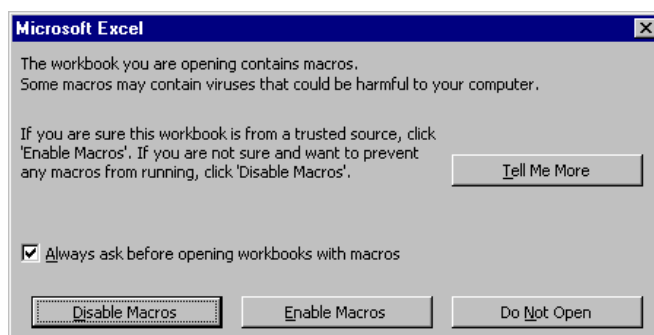 Microsoft Excel
The workbook you are opening contains macros.
Some macros may contain viruses that could be harmful to your computer.
If you are sure this workbook is from a trusted source, click
'Enable Macros'. If you are not sure and want to prevent
any macros from running, click 'Disable Macros'.
Tell Me More
Always ask before opening workbooks with macros
Disable Macros
Enable Macros
Do Not Open